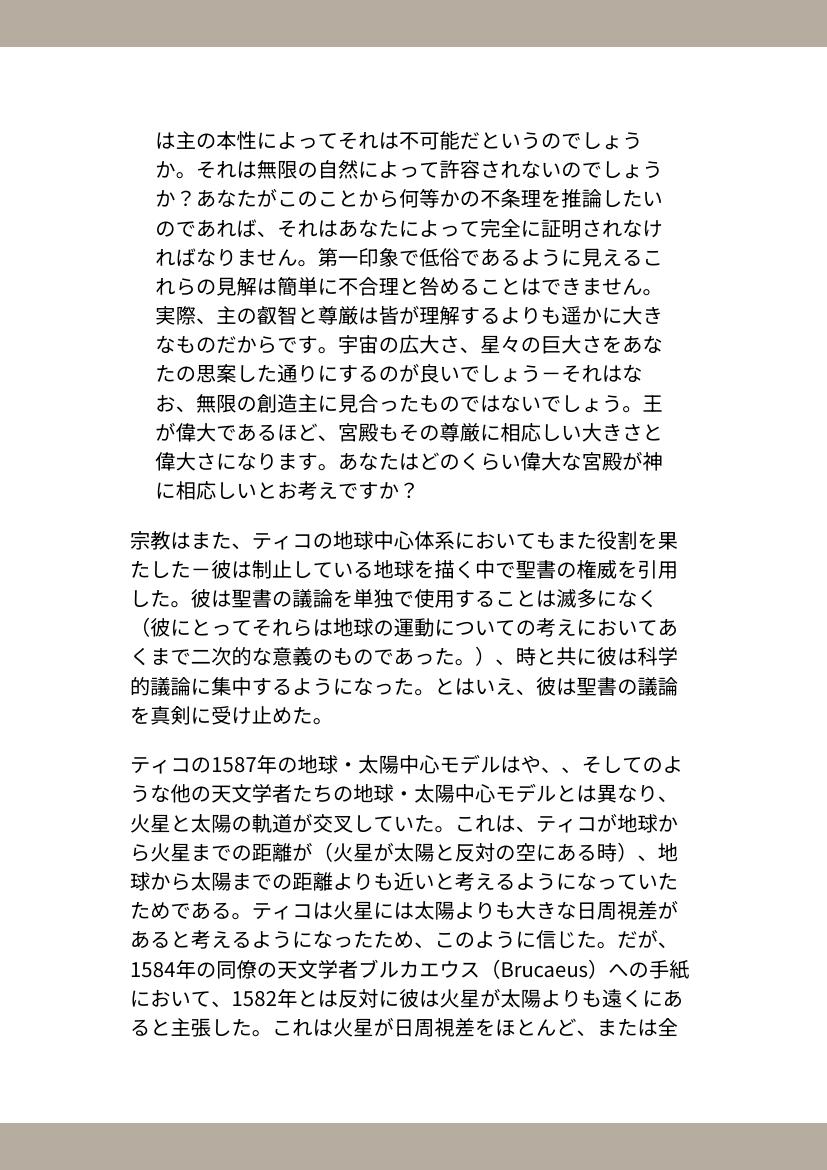 は主の本性によってそれは不可能だというのでしょう
か。それは無限の自然によって許容されないのでしょう
か？あなたがこのことから何等かの不条理を推論したい
のであれば、それはあなたによって完全に証明されなけ
ればなりません。第一印象で低俗であるように見えるこ
れらの見解は簡単に不合理と咎めることはできません。
実際、主の叡智と尊厳は皆が理解するよりも遥かに大き
なものだからです。宇宙の広大さ、星々の巨大さをあな
たの思案した通りにするのが良いでしょう－それはな
お、無限の創造主に見合ったものではないでしょう。王
が偉大であるほど、宮殿もその尊厳に相応しい大きさと
偉大さになります。あなたはどのくらい偉大な宮殿が神
に相応しいとお考えですか？
宗教はまた、ティコの地球中心体系においてもまた役割を果
たした－彼は制止している地球を描く中で聖書の権威を引用
した。彼は聖書の議論を単独で使用することは滅多になく
（彼にとってそれらは地球の運動についての考えにおいてあ
くまで二次的な意義のものであった。）、時と共に彼は科学
的議論に集中するようになった。とはいえ、彼は聖書の議論
を真剣に受け止めた。
ティコの1587年の地球・太陽中心モデルはや、、そしてのよ
うな他の天文学者たちの地球・太陽中心モデルとは異なり、
火星と太陽の軌道が交叉していた。これは、ティコが地球か
ら火星までの距離が（火星が太陽と反対の空にある時）、地
球から太陽までの距離よりも近いと考えるようになっていた
ためである。ティコは火星には太陽よりも大きな日周視差が
あると考えるようになったため、このように信じた。だが、
1584年の同僚の天文学者ブルカエウス（Brucaeus）への手紙
において、1582年とは反対に彼は火星が太陽よりも遠くにあ
ると主張した。これは火星が日周視差をほとんど、または全